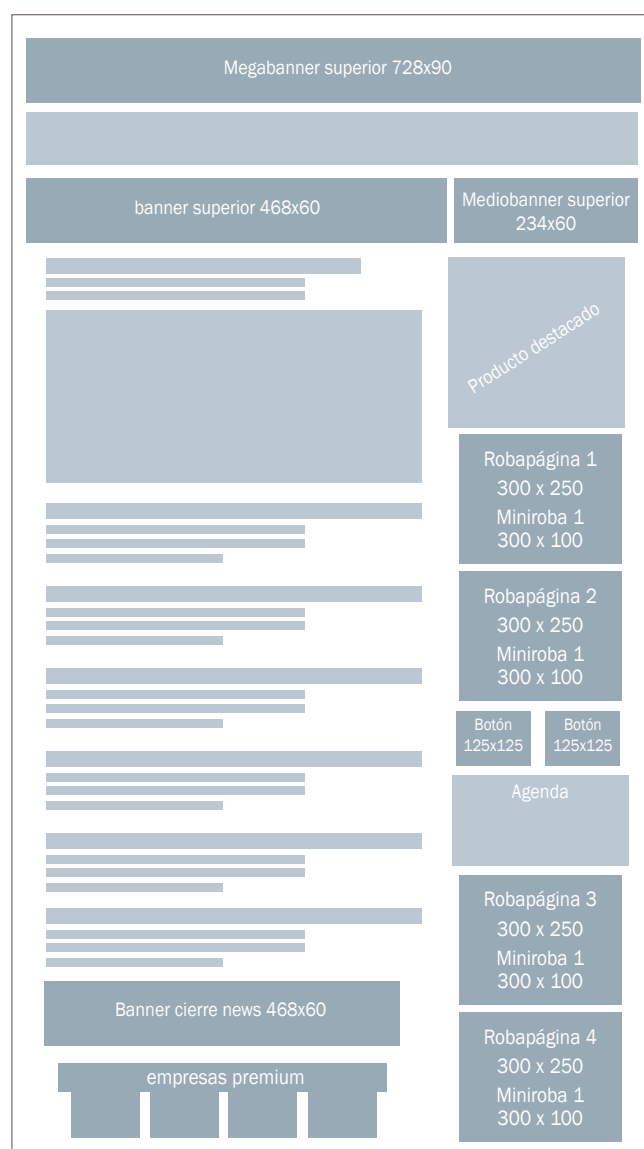 Megabanner superior 728x90
banner superior 468x60
Mediobanner superior
234x60
Producto destacado
Robapágina 1
300 x 250
Miniroba 1
300 x 100
Robapágina 2
300 x 250
Miniroba 1
300 x 100
Botón
125x125
Botón
125x125
Agenda
Robapágina 3
300 x 250
Miniroba 1
300 x 100
Banner cierre news 468x60
Robapágina 4
300 x 250
Miniroba 1
300 x 100
empresas premium